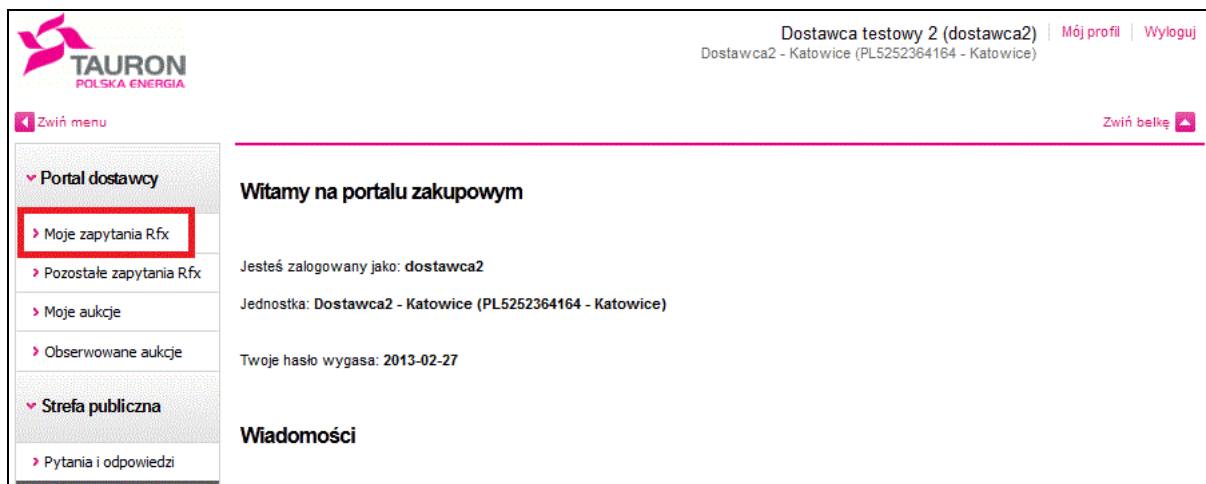 TAURON
POLSKA ENERGIA
Dostawca testowy 2 (dostawca2) Mój profil Wyloguj
Dostawca2 - Katowice (PL5252364164 - Katowice)
Zwiń menu
Zwiń belkę
Portal dostawcy
Moje zapytania Rfx
Pozostałe zapytania Rfx
Moje aukcje
Obserwowane aukcje
Strefa publiczna
Pytania i odpowiedzi
Witamy na portalu zakupowym
Jesteś zalogowany jako: dostawca2
Jednostka: Dostawca2 - Katowice (PL5252364164 - Katowice)
Twoje hasło wygasa: 2013-02-27
Wiadomości